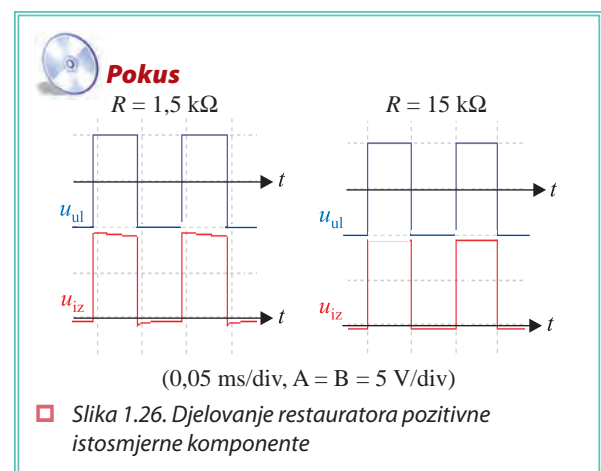 Pokus
R = 1,5 kΩ
R = 15 kΩ
t
t
u_ul
u_ul
u_iz
u_iz
t
t
(0,05 ms/div, A = B = 5 V/div)
Slika 1.26. Djelovanje restauratora pozitivne
istosmjerne komponente